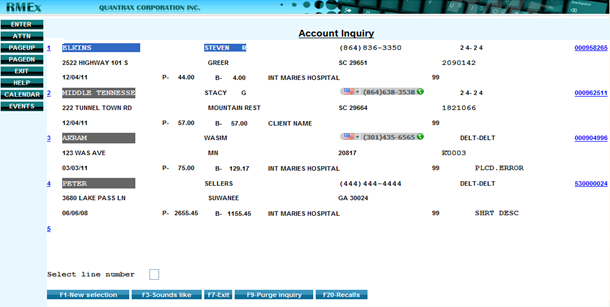 RMEx QUANTRAX CORPORATION INC.
Backspace
ENTER
ATTN
PAGEUP
PAGEDN
EXIT
HELP
CALENDAR
EVENTS
Account Inquiry
1 ELKINS STEVEN R (864)836-3350 24-24 000958265
2522 HIGHWAY 101 S GREER SC 29651 2090142
12/04/11 P- 44.00 B- 4.00 INT MARIES HOSPITAL 99
2 MIDDLE TENNESSE STACY G (864)638-3538 24-24 000962511
222 TUNNEL TOWN RD MOUNTAIN REST SC 29664 1821066
12/04/11 P- 57.00 B- 57.00 CLIENT NAME 99
3 AKRAM WASIM (301)435-6565 DELT-DELT 000904996
123 WAS AVE MN 20817 K0003
03/03/11 P- 75.00 B- 129.17 INT MARIES HOSPITAL 99 PLCD.ERROR
4 PETER SELLERS (444)444-4444 DELT-DELT 530000024
3680 LAKE PASS LN SUWANEE GA 30024
06/06/08 P- 2655.45 B- 1155.45 INT MARIES HOSPITAL 99 SHRT DESC
5
Select line number
F1-New selection F3-Sounds like F7-Exit F9-Purge inquiry F20-Recalls